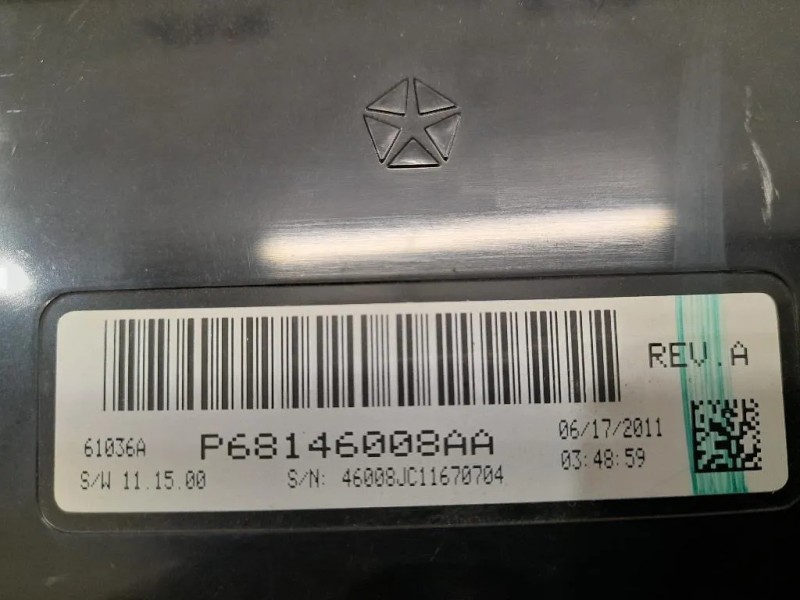 REV.A
61036A
P68146008AA
06/17/2011
S/W 11.15.00
S/N: 46008JC11670704
03:48:59